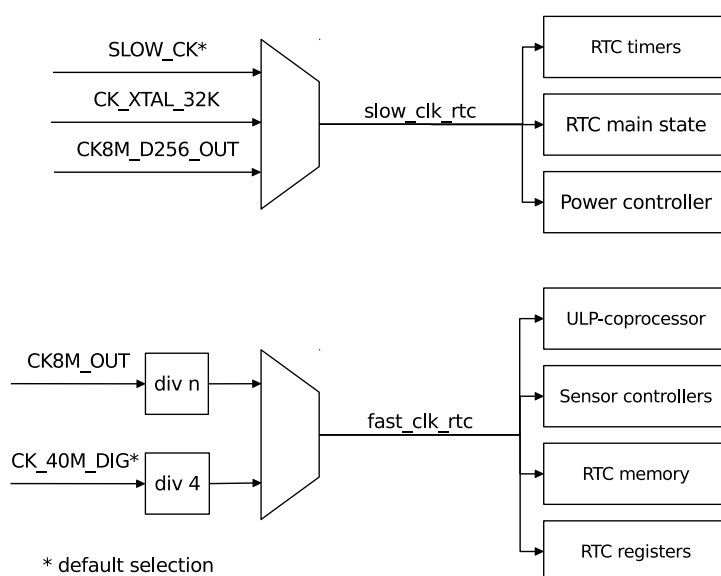 SLOW_CK*
CK_XTAL_32K
CK8M_D256_OUT
slow_clk_rtc
RTC timers
RTC main state
Power controller
CK8M_OUT
div n
CK_40M_DIG*
div 4
fast_clk_rtc
ULP-coprocessor
Sensor controllers
RTC memory
RTC registers
* default selection